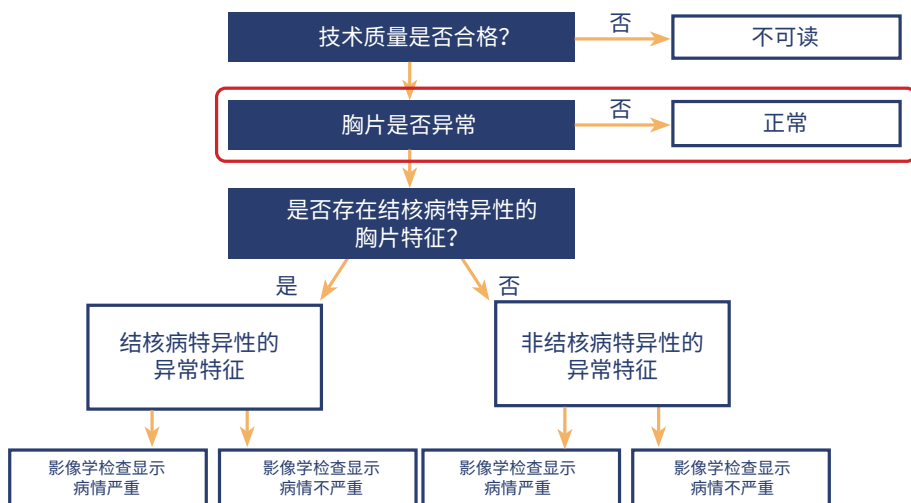 技术质量是否合格？
否
不可读
胸片是否异常
否
正常
是否存在结核病特异性的
胸片特征？
是
否
结核病特异性的
异常特征
非结核病特异性的
异常特征
影像学检查显示
病情严重
影像学检查显示
病情不严重
影像学检查显示
病情严重
影像学检查显示
病情不严重